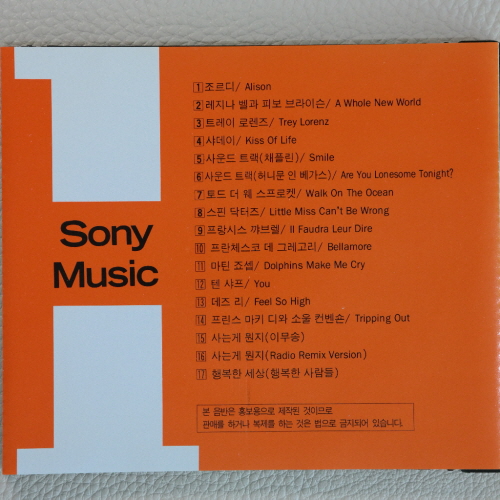 Sony
Music
1 조르디/ Alison
2 레지나 벨과 피보 브라이슨/ A Whole New World
3 트레이 로렌즈/ Trey Lorenz
4 샤데이/ Kiss Of Life
5 사운드 트랙(채플린)/ Smile
6 사운드 트랙(허니문 인 베가스)/ Are You Lonesome Tonight?
7 토드 더 웨 스프로켓/ Walk On The Ocean
8 스핀 닥터즈/ Little Miss Can't Be Wrong
9 프랑시스 꺄브렐/ Il Faudra Leur Dire
10 프란체스코 데 그레고리/ Bellamore
11 마틴 죠셉/ Dolphins Make Me Cry
12 텐 샤프/ You
13 데즈 리/ Feel So High
14 프린스 마키 디와 소울 컨벤숀/ Tripping Out
15 사는게 뭔지(이무송)
16 사는게 뭔지(Radio Remix Version)
17 행복한 세상(행복한 사람들)
본 음반은 홍보용으로 제작된 것이므로
판매를 하거나 복제를 하는 것은 법으로 금지되어 있습니다.